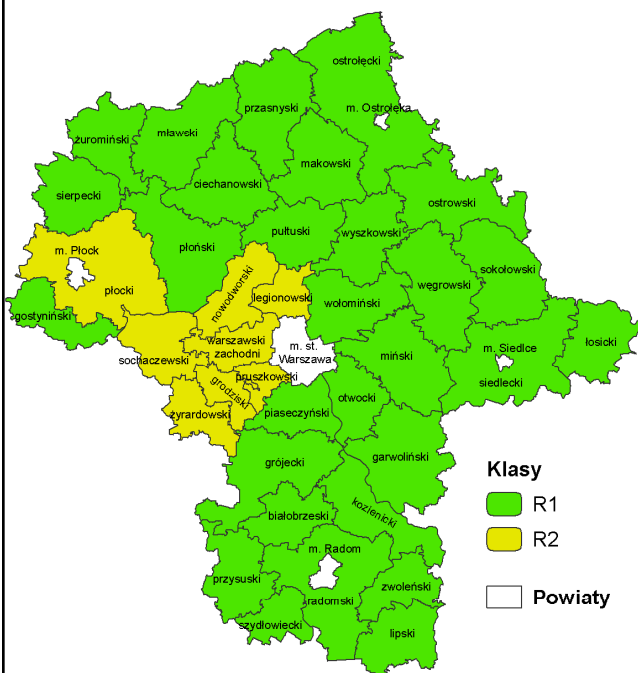 ostrołęcki
przasnyski
m. Ostrołęka
żuromiński
mławski
makowski
ciechanowski
sierpecki
ostrowski
pułtuski
wyszkowski
płoński
m. Płock
sokołowski
nowodworski
węgrowski
płocki
legionowski
wołomiński
gostyniński
warszawski
zachodni
m. st.
Warszawa
miński
m. Siedlce
łosicki
sochaczewski
pruszkowski
siedlecki
grodziski
otwocki
żyrardowski
piaseczyński
garwoliński
grójecki
Klasy
R1
R2
Powiaty
kozienicki
białobrzeski
m. Radom
przysuski
zwoleński
radomski
szydłowiecki
lipski